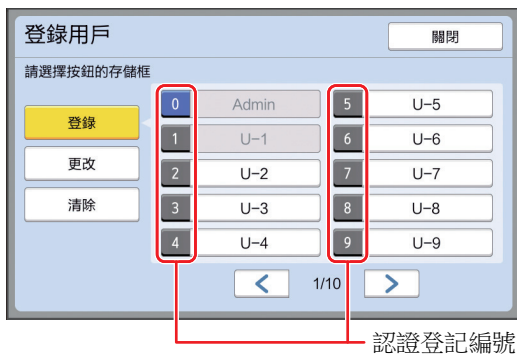 登錄用戶
關閉
請選擇按鈕的存儲框
登錄
更改
清除
0 Admin 5 U-5
1 U-1 6 U-6
2 U-2 7 U-7
3 U-3 8 U-8
4 U-4 9 U-9
< 1/10 >
認證登記編號